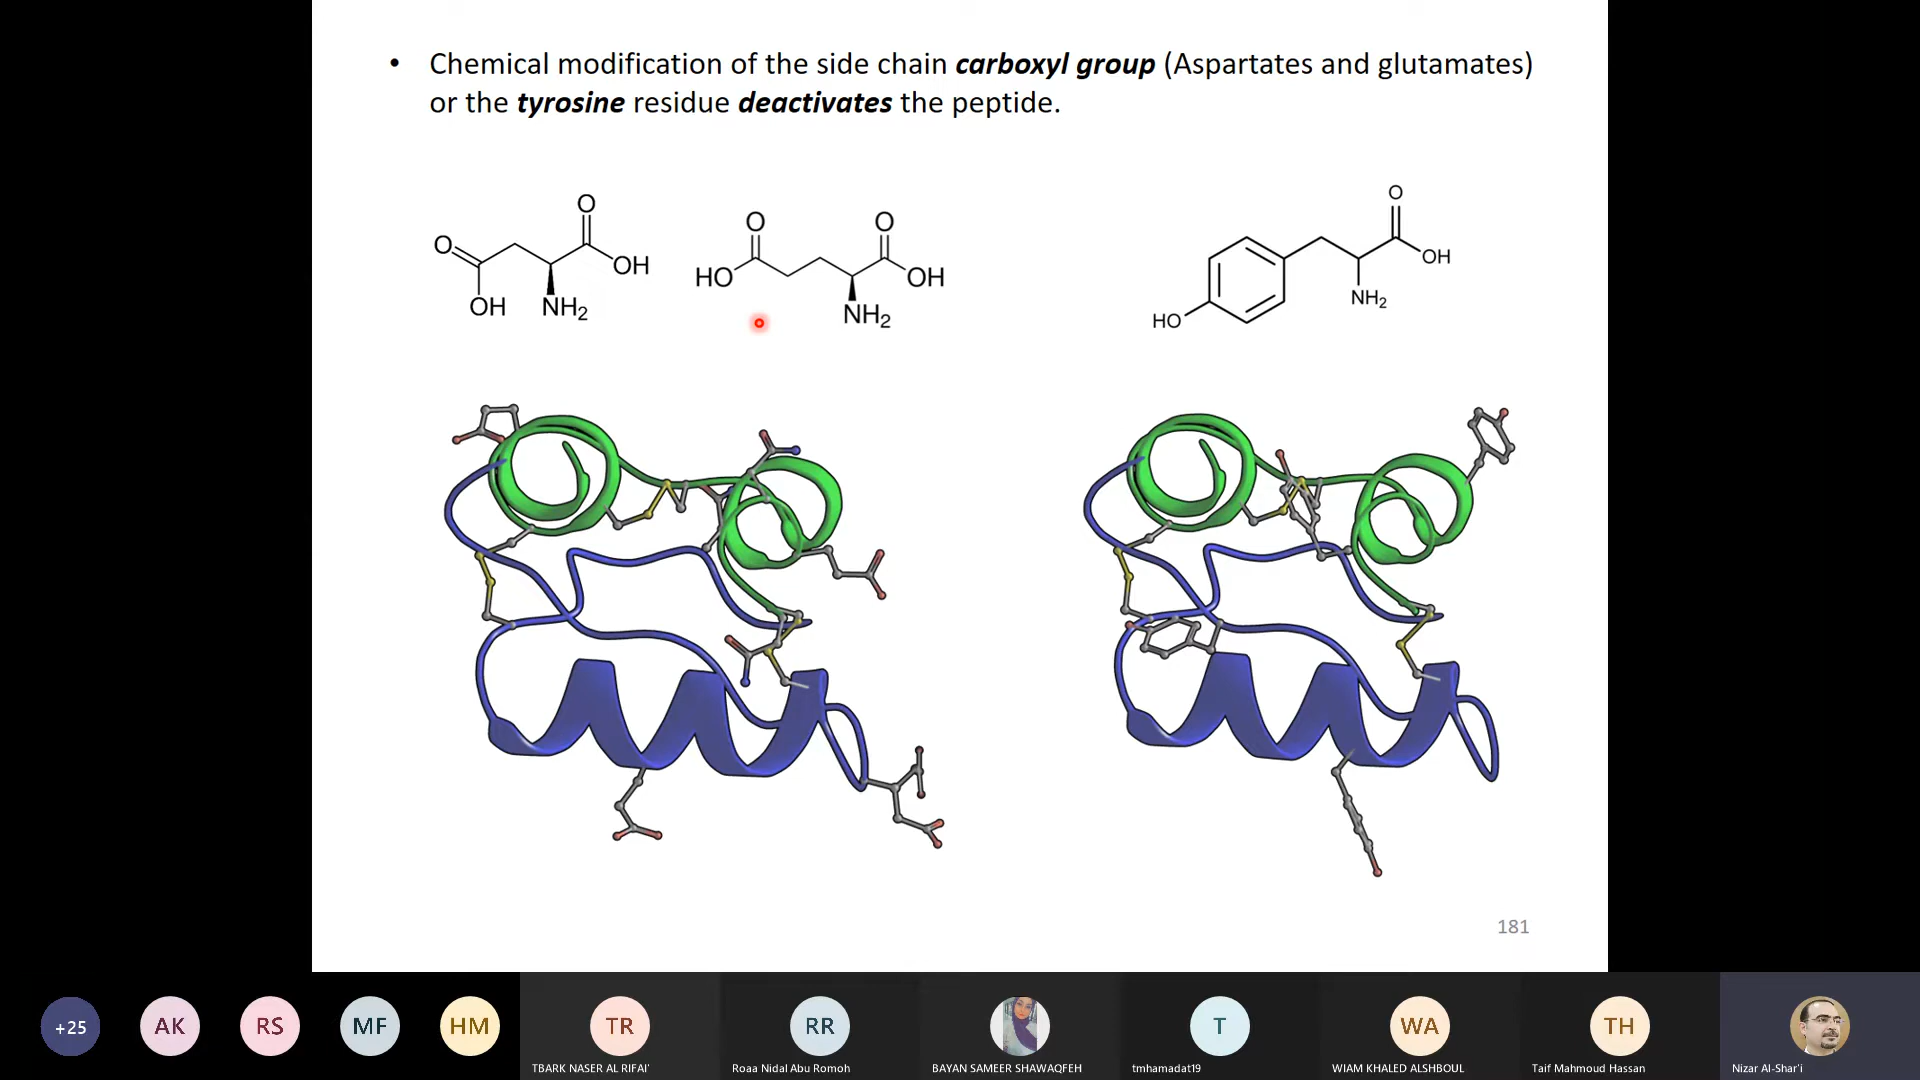 • Chemical modification of the side chain carboxyl group (Aspartates and glutamates)
or the tyrosine residue deactivates the peptide.
O
O
OH
OH
NH2
O
O
HO
OH
NH2
O
OH
NH2
HO
181
+25
AK
RS
MF
HM
TR
RR
T
WA
TH
TBARK NASER AL RIFAI'
Roaa Nidal Abu Romoh
BAYAN SAMEER SHAWAQFEH
tmhamadat19
WIAM KHALED ALSHBOUL
Taif Mahmoud Hassan
Nizar Al-Shar'i